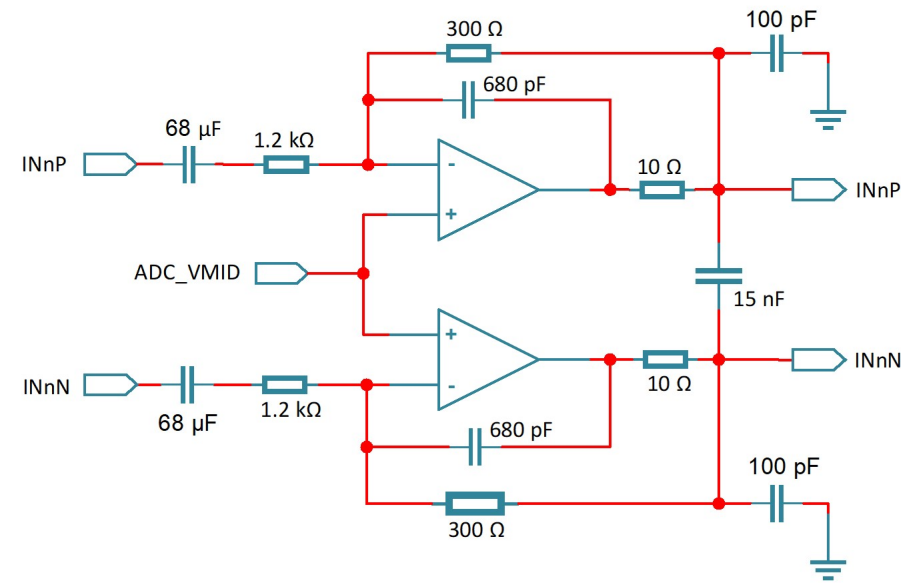 300 Ω
100 pF
680 pF
68 µF
1.2 kΩ
INnP
-
10 Ω
INnP
+
ADC_VMID
15 nF
+
INnN
INnN
-
10 Ω
1.2 kΩ
68 µF
680 pF
100 pF
300 Ω